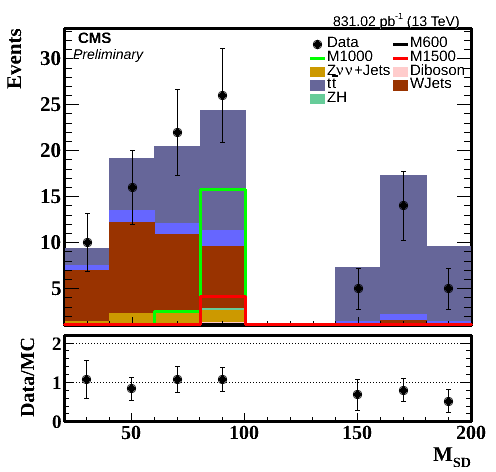 831.02 pb⁻¹ (13 TeV)
CMS
Preliminary
Data
M600
M1000
M1500
Zνν+Jets
Diboson
tt̄
WJets
ZH
Events
30
25
20
15
10
5
Data/MC
2
1
0
50
100
150
200
M_SD